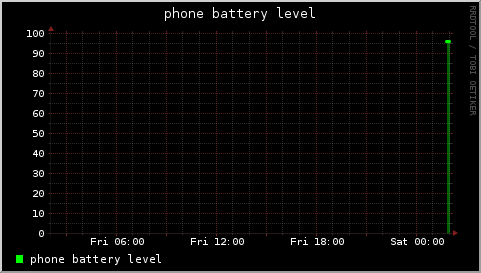 phone battery level
RRDTOOL / TOBI OETIKER
100
90
80
70
60
50
40
30
20
10
0
Fri 06:00 Fri 12:00 Fri 18:00 Sat 00:00
phone battery level